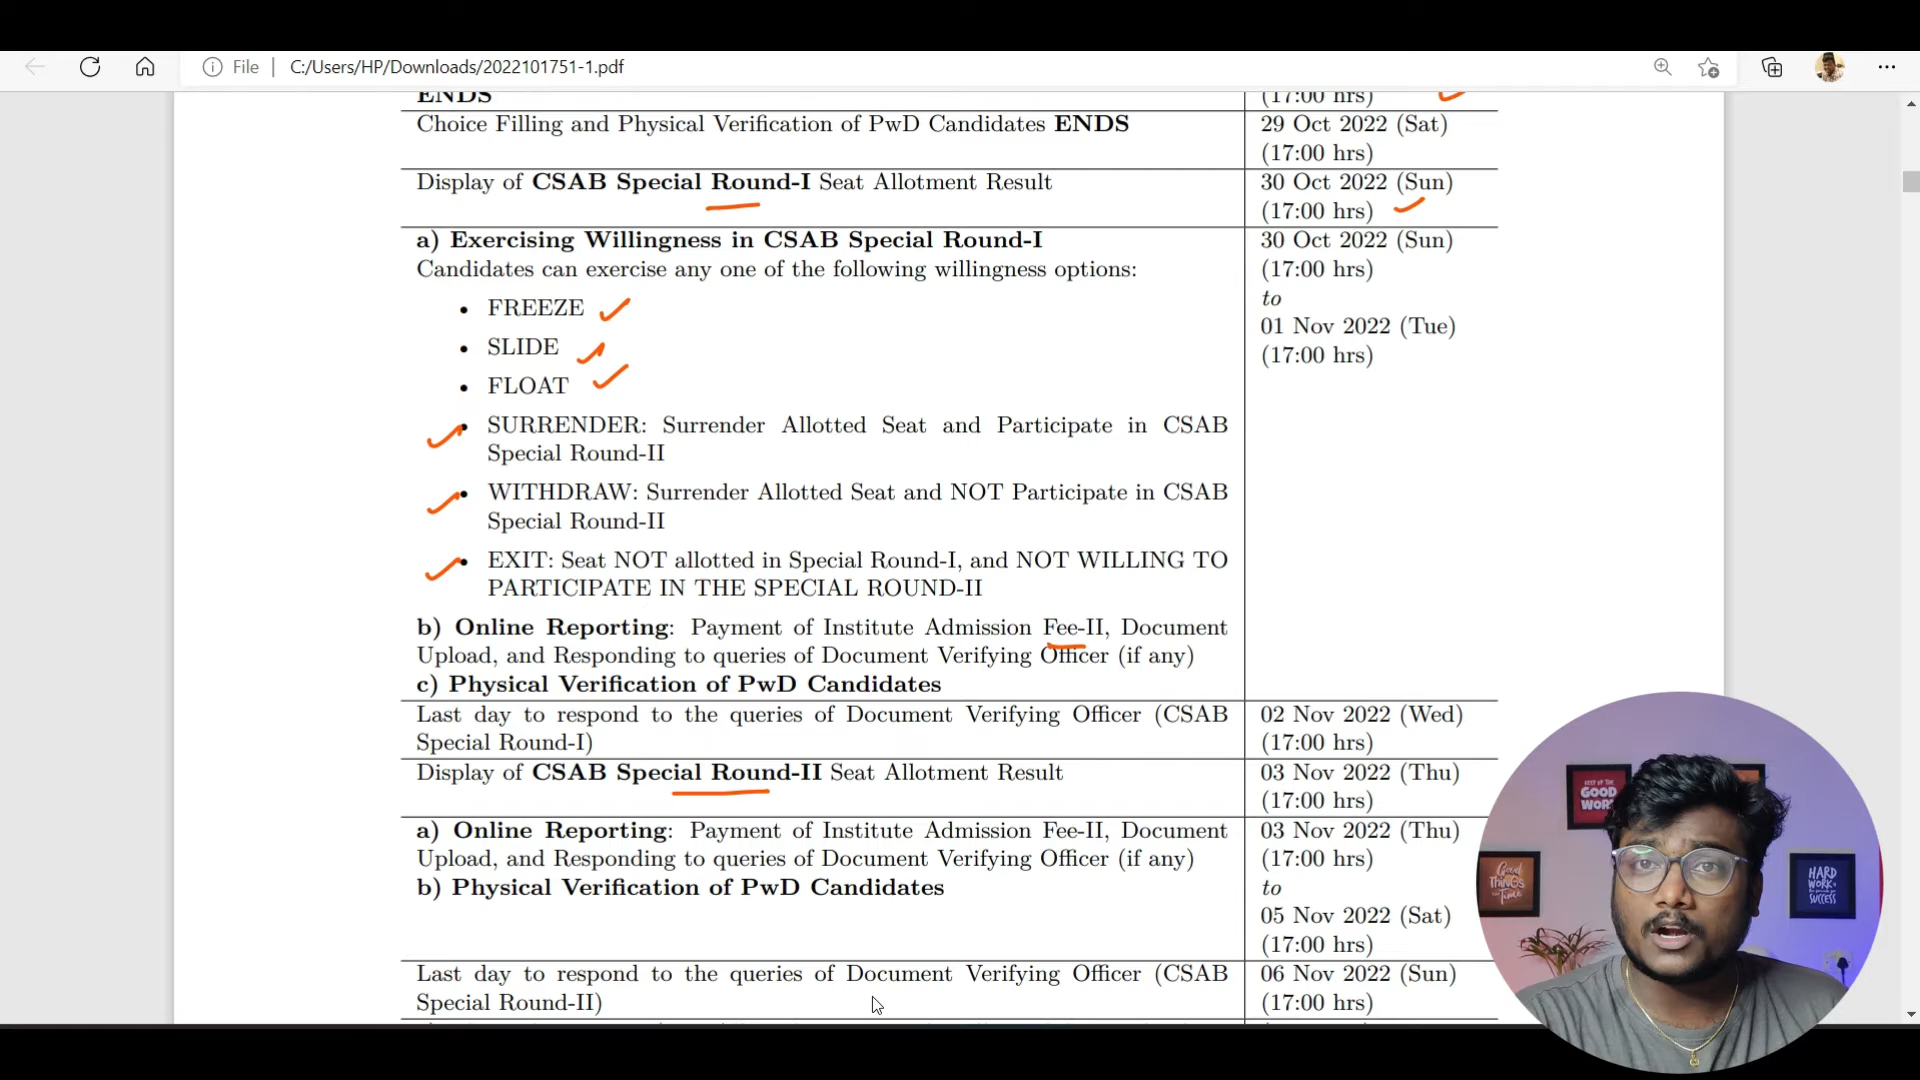 File
C:/Users/HP/Downloads/2022101751-1.pdf
ENDS
(17:00 hrs)
Choice Filling and Physical Verification of PwD Candidates ENDS
29 Oct 2022 (Sat)
(17:00 hrs)
Display of CSAB Special Round-I Seat Allotment Result
30 Oct 2022 (Sun)
(17:00 hrs)
a) Exercising Willingness in CSAB Special Round-I
Candidates can exercise any one of the following willingness options:
• FREEZE
• SLIDE
• FLOAT
• SURRENDER: Surrender Allotted Seat and Participate in CSAB
Special Round-II
• WITHDRAW: Surrender Allotted Seat and NOT Participate in CSAB
Special Round-II
• EXIT: Seat NOT allotted in Special Round-I, and NOT WILLING TO
PARTICIPATE IN THE SPECIAL ROUND-II
b) Online Reporting: Payment of Institute Admission Fee-II, Document
Upload, and Responding to queries of Document Verifying Officer (if any)
c) Physical Verification of PwD Candidates
30 Oct 2022 (Sun)
(17:00 hrs)
to
01 Nov 2022 (Tue)
(17:00 hrs)
Last day to respond to the queries of Document Verifying Officer (CSAB
Special Round-I)
02 Nov 2022 (Wed)
(17:00 hrs)
Display of CSAB Special Round-II Seat Allotment Result
03 Nov 2022 (Thu)
(17:00 hrs)
a) Online Reporting: Payment of Institute Admission Fee-II, Document
Upload, and Responding to queries of Document Verifying Officer (if any)
b) Physical Verification of PwD Candidates
03 Nov 2022 (Thu)
(17:00 hrs)
to
05 Nov 2022 (Sat)
(17:00 hrs)
Last day to respond to the queries of Document Verifying Officer (CSAB
Special Round-II)
06 Nov 2022 (Sun)
(17:00 hrs)
GOOD
WORK
Good
THINGS
Time
HARD
WORK
SUCCESS